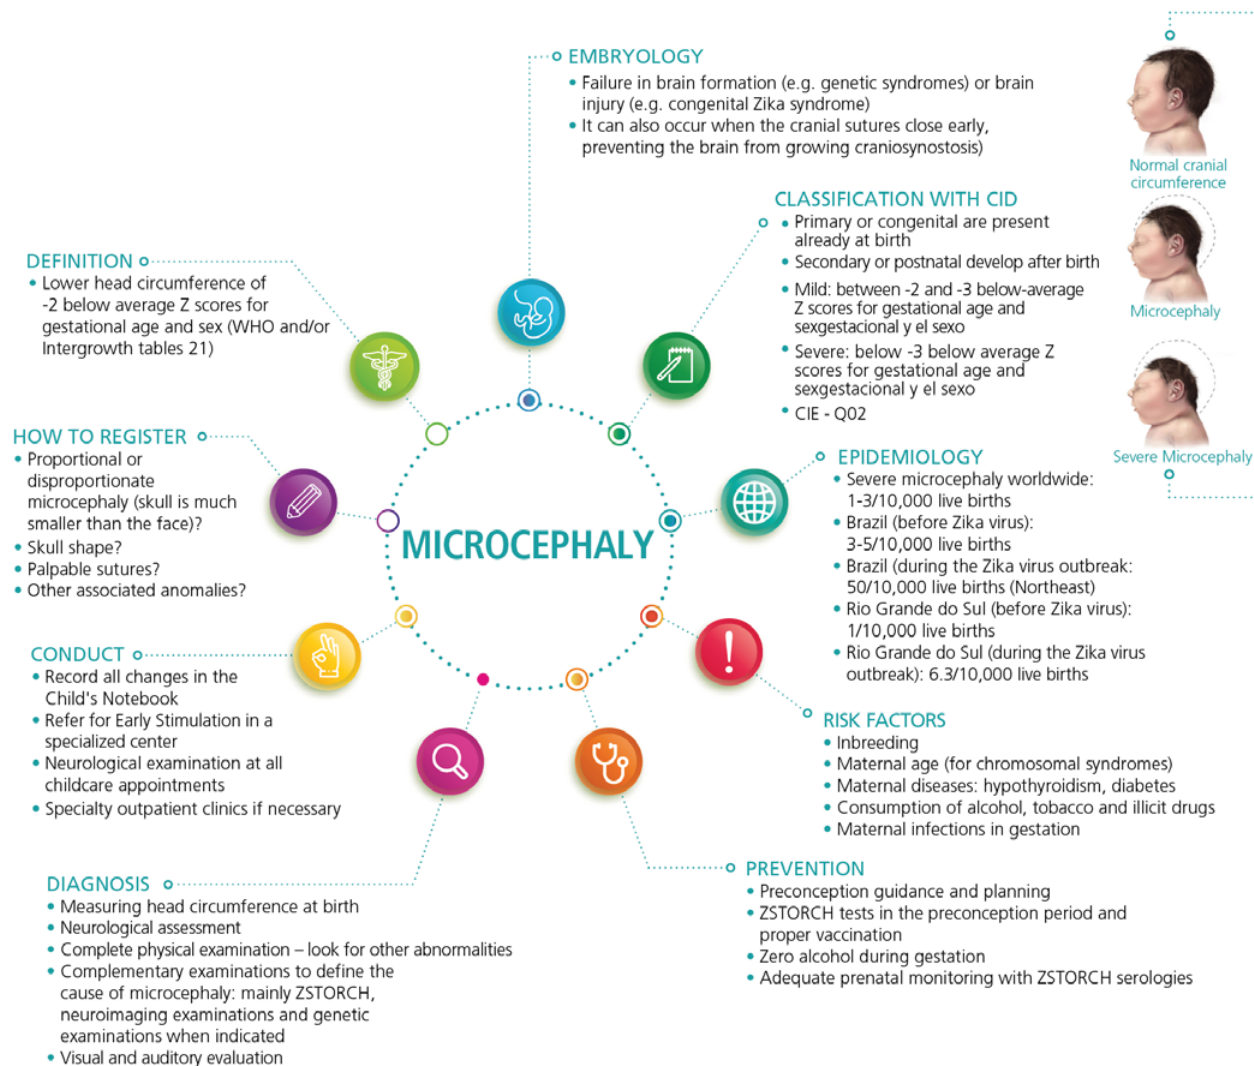 EMBRYOLOGY
• Failure in brain formation (e.g. genetic syndromes) or brain
injury (e.g. congenital Zika syndrome)
• It can also occur when the cranial sutures close early,
preventing the brain from growing craniosynostosis)
Normal cranial
circumference
Microcephaly
Severe Microcephaly
CLASSIFICATION WITH CID
• Primary or congenital are present
already at birth
• Secondary or postnatal develop after birth
• Mild: between -2 and -3 below-average
Z scores for gestational age and
sexgestacional y el sexo
• Severe: below -3 below average Z
scores for gestational age and
sexgestacional y el sexo
• CIE - Q02
DEFINITION
• Lower head circumference of
-2 below average Z scores for
gestational age and sex (WHO and/or
Intergrowth tables 21)
HOW TO REGISTER
• Proportional or
disproportionate
microcephaly (skull is much
smaller than the face)?
• Skull shape?
• Palpable sutures?
• Other associated anomalies?
MICROCEPHALY
EPIDEMIOLOGY
• Severe microcephaly worldwide:
1-3/10,000 live births
• Brazil (before Zika virus):
3-5/10,000 live births
• Brazil (during the Zika virus outbreak:
50/10,000 live births (Northeast)
• Rio Grande do Sul (before Zika virus):
1/10,000 live births
• Rio Grande do Sul (during the Zika virus
outbreak): 6.3/10,000 live births
CONDUCT
• Record all changes in the
Child's Notebook
• Refer for Early Stimulation in a
specialized center
• Neurological examination at all
childcare appointments
• Specialty outpatient clinics if necessary
RISK FACTORS
• Inbreeding
• Maternal age (for chromosomal syndromes)
• Maternal diseases: hypothyroidism, diabetes
• Consumption of alcohol, tobacco and illicit drugs
• Maternal infections in gestation
DIAGNOSIS
• Measuring head circumference at birth
• Neurological assessment
• Complete physical examination – look for other abnormalities
• Complementary examinations to define the
cause of microcephaly: mainly ZSTORCH,
neuroimaging examinations and genetic
examinations when indicated
• Visual and auditory evaluation
PREVENTION
• Preconception guidance and planning
• ZSTORCH tests in the preconception period and
proper vaccination
• Zero alcohol during gestation
• Adequate prenatal monitoring with ZSTORCH serologies